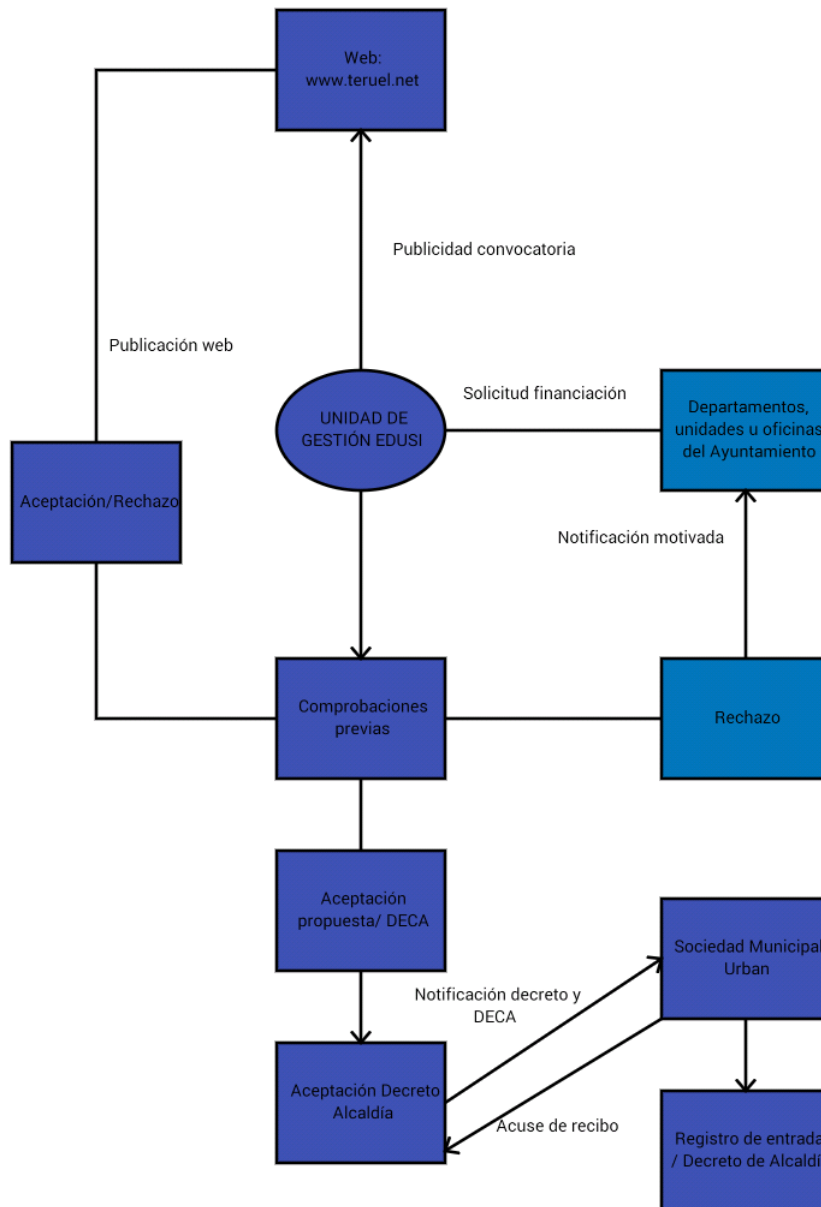 Web:
www.teruel.net
Publicidad convocatoria
Publicación web
Solicitud financiación
UNIDAD DE
GESTIÓN EDUSI
Departamentos,
unidades u oficinas
del Ayuntamiento
Aceptación/Rechazo
Notificación motivada
Comprobaciones
previas
Rechazo
Aceptación
propuesta/ DECA
Sociedad Municipal
Urban
Notificación decreto y
DECA
Aceptación Decreto
Alcaldía
Acuse de recibo
Registro de entrada
/ Decreto de Alcaldí